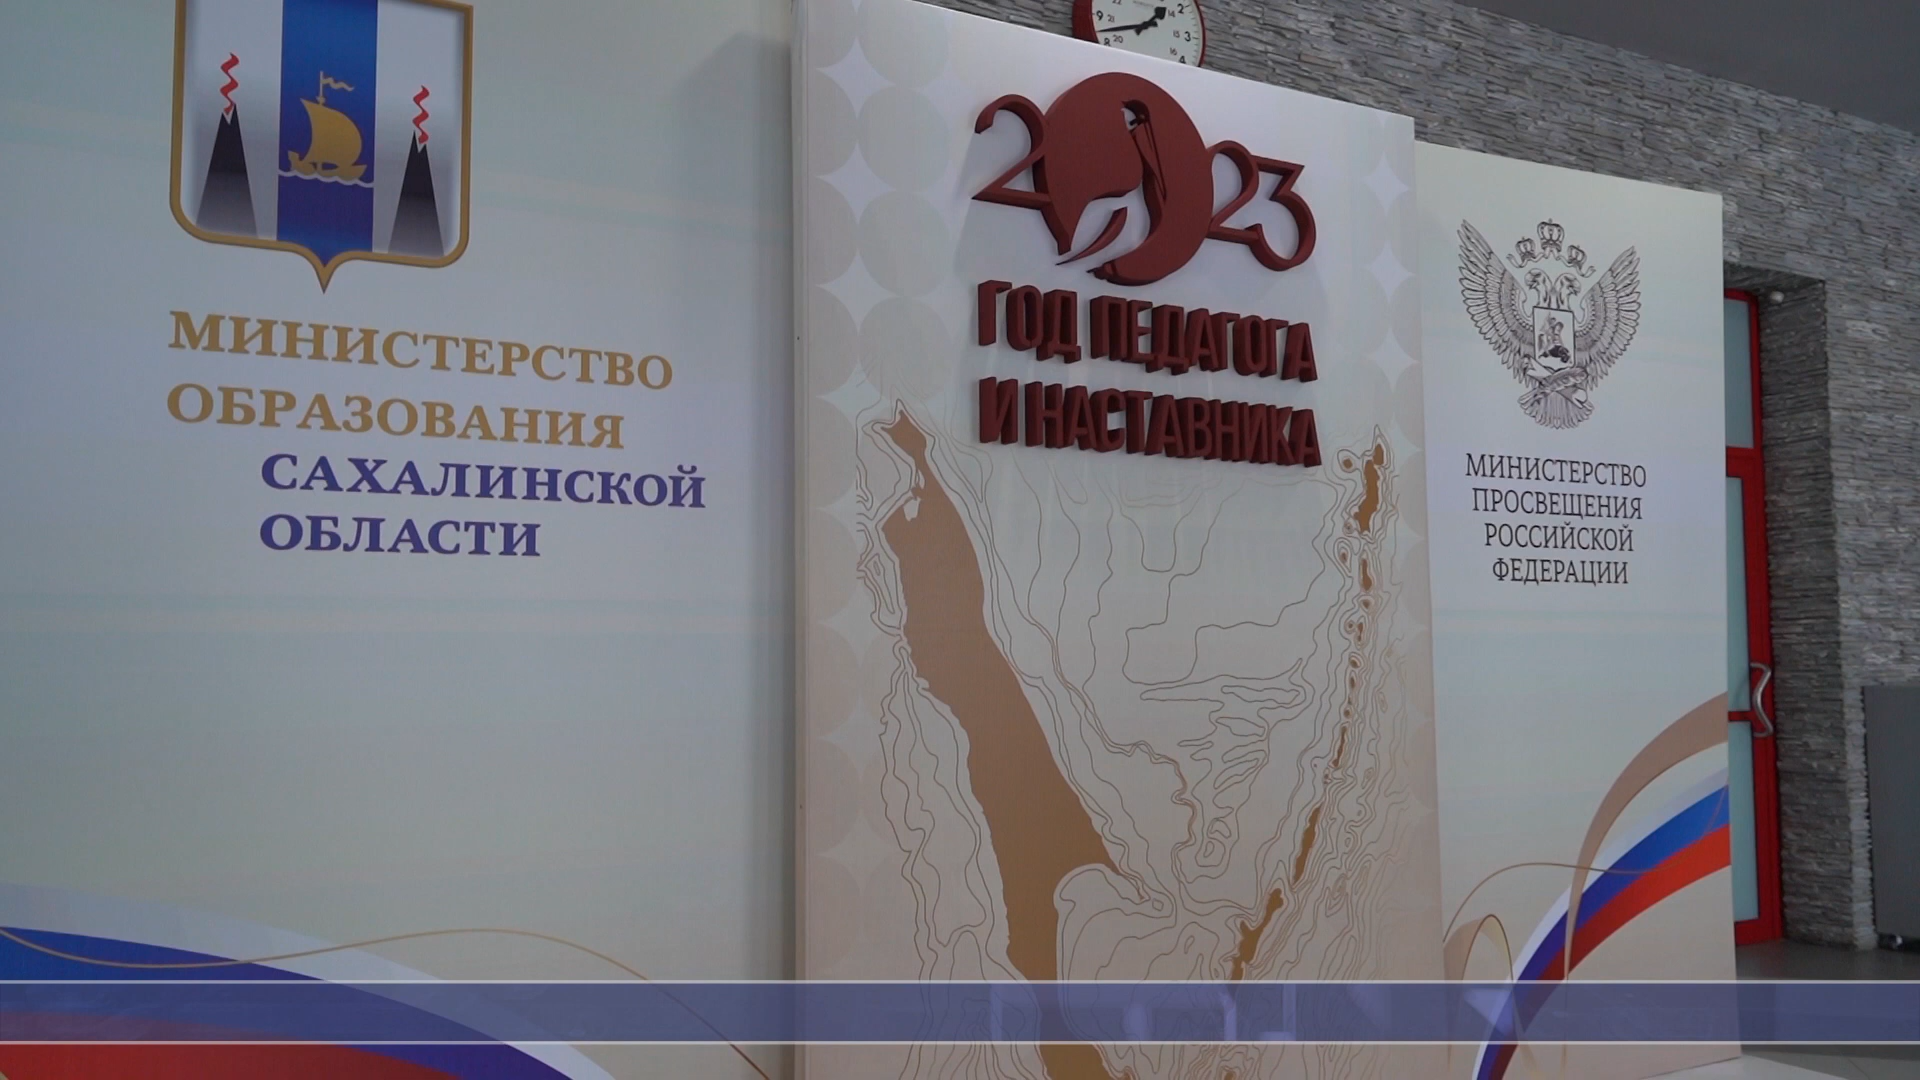 МИНИСТЕРСТВО
ОБРАЗОВАНИЯ
САХАЛИНСКОЙ
ОБЛАСТИ
2023
ГОД ПЕДАГОГА
И НАСТАВНИКА
МИНИСТЕРСТВО
ПРОСВЕЩЕНИЯ
РОССИЙСКОЙ
ФЕДЕРАЦИИ